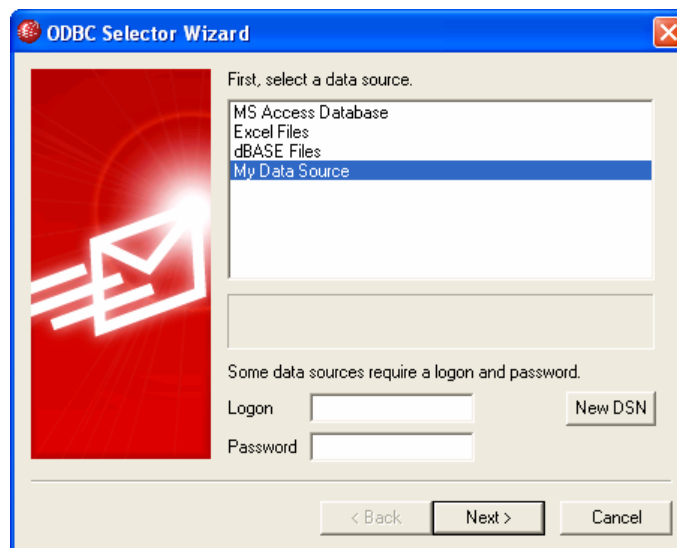 ODBC Selector Wizard
First, select a data source.
MS Access Database
Excel Files
dBASE Files
My Data Source
Some data sources require a logon and password.
Logon
New DSN
Password
< Back
Next >
Cancel